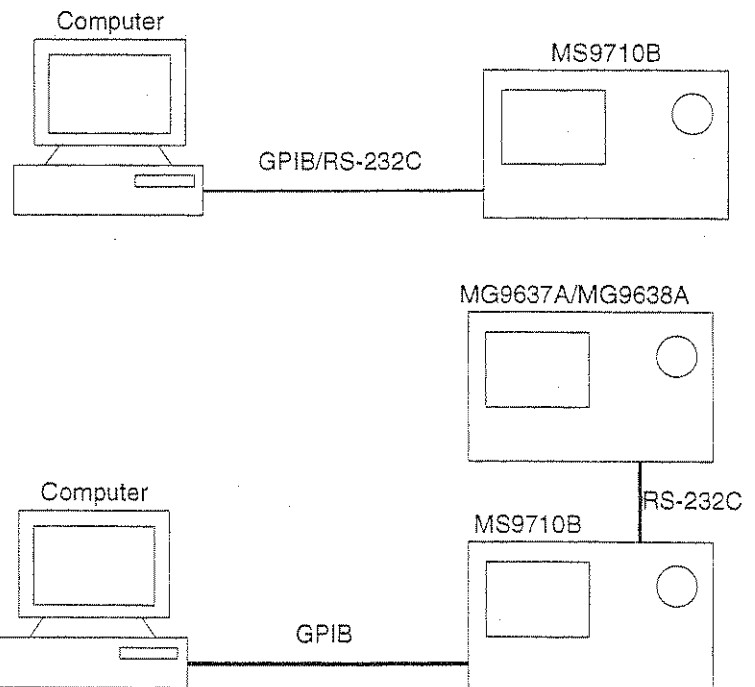 Computer
MS9710B
GPIB/RS-232C
MG9637A/MG9638A
RS-232C
Computer
MS9710B
GPIB